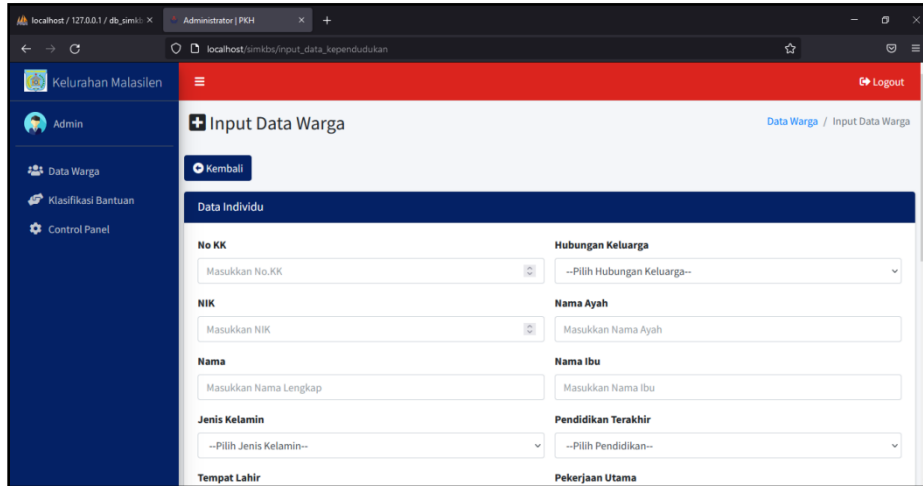 localhost / 127.0.0.1 / db_simkb
Administrator | PKH
localhost/simkbs/input_data_kependudukan
Kelurahan Malasilen
Logout
Admin
Input Data Warga
Data Warga / Input Data Warga
Data Warga
Kembali
Klasifikasi Bantuan
Data Individu
Control Panel
No KK
Hubungan Keluarga
Masukkan No.KK
--Pilih Hubungan Keluarga--
NIK
Nama Ayah
Masukkan NIK
Masukkan Nama Ayah
Nama
Nama Ibu
Masukkan Nama Lengkap
Masukkan Nama Ibu
Jenis Kelamin
Pendidikan Terakhir
--Pilih Jenis Kelamin--
--Pilih Pendidikan--
Tempat Lahir
Pekerjaan Utama